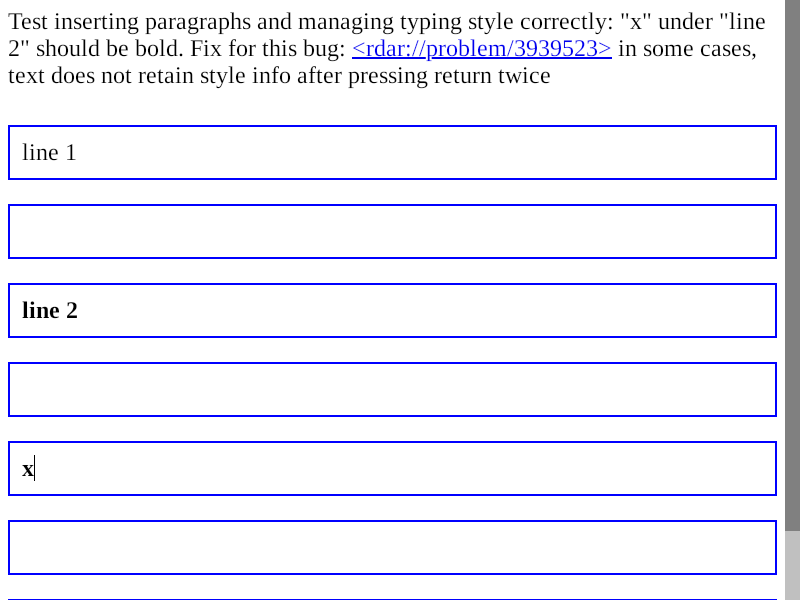 Test inserting paragraphs and managing typing style correctly: "x" under "line
2" should be bold. Fix for this bug: <rdar://problem/3939523> in some cases,
text does not retain style info after pressing return twice
line 1
line 2
x